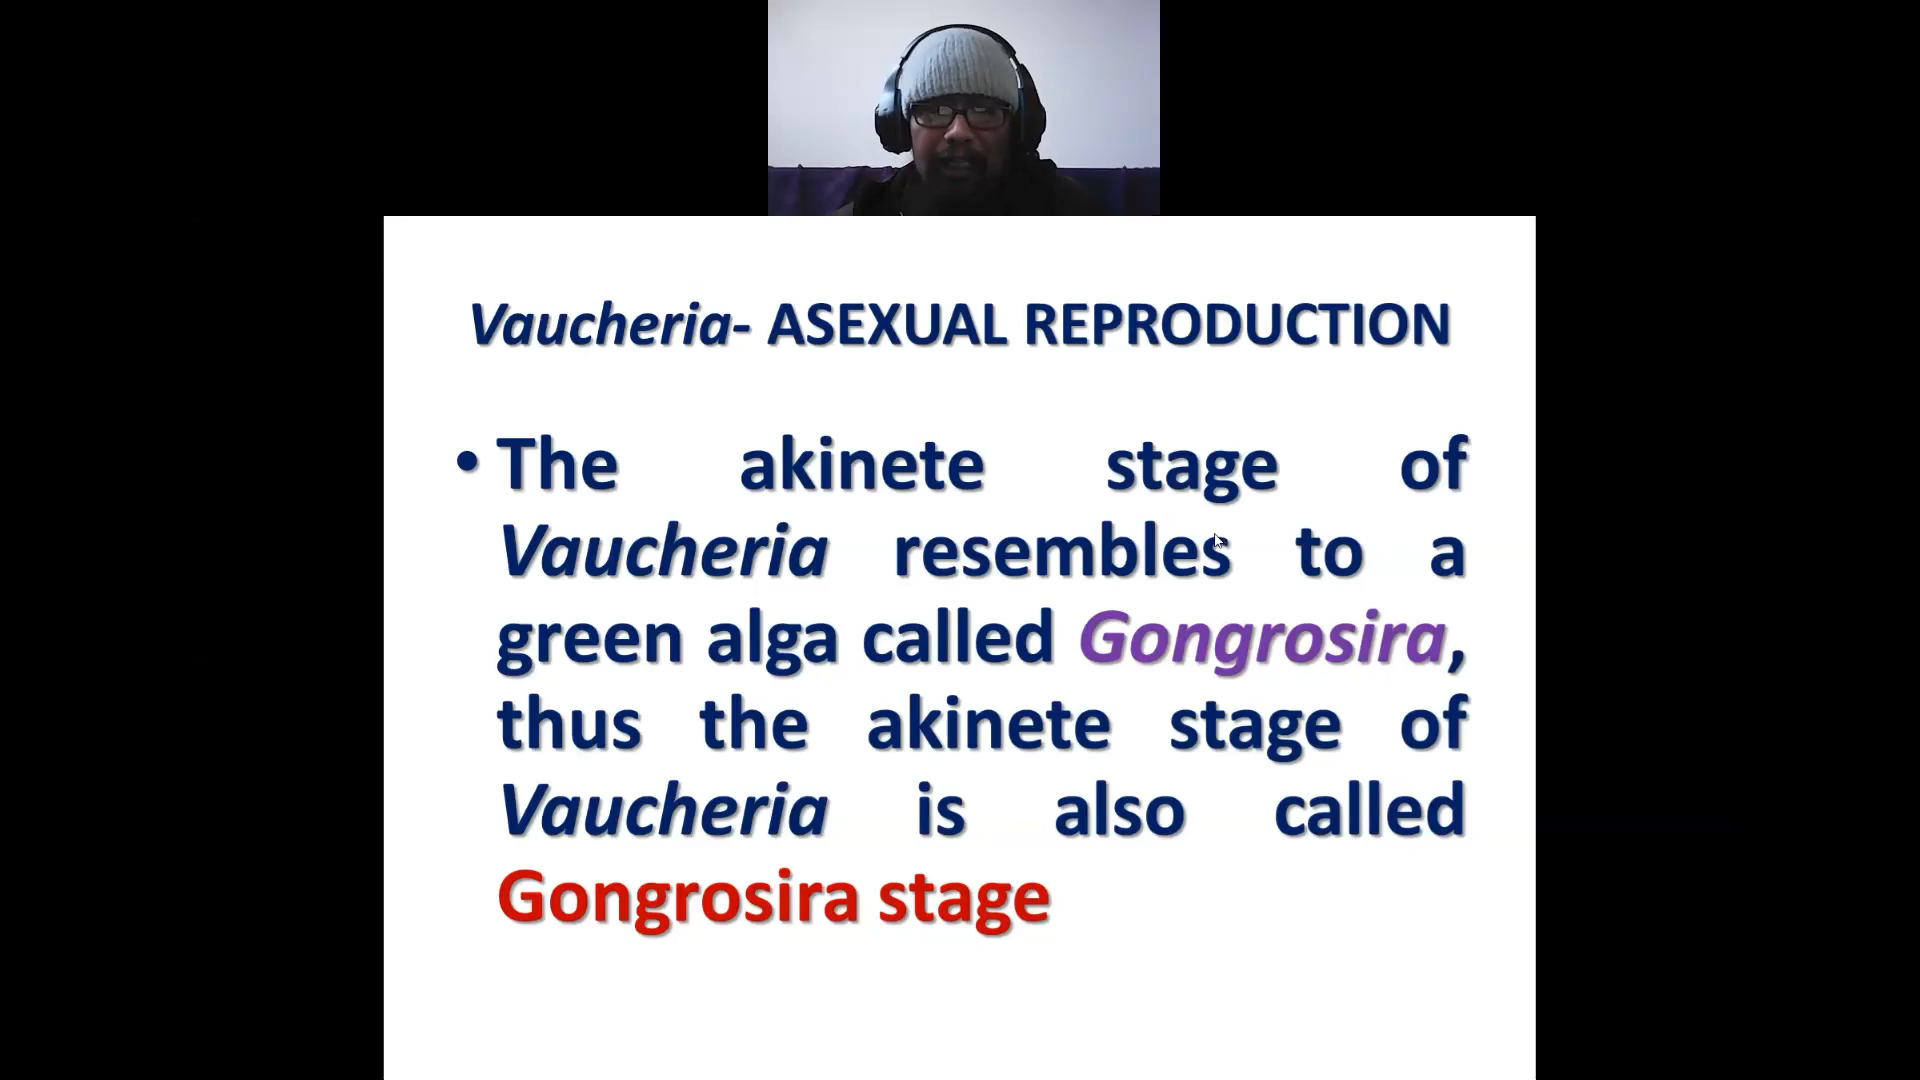 Vaucheria- ASEXUAL REPRODUCTION
• The akinete stage of
Vaucheria resembles to a
green alga called Gongrosira,
thus the akinete stage of
Vaucheria is also called
Gongrosira stage